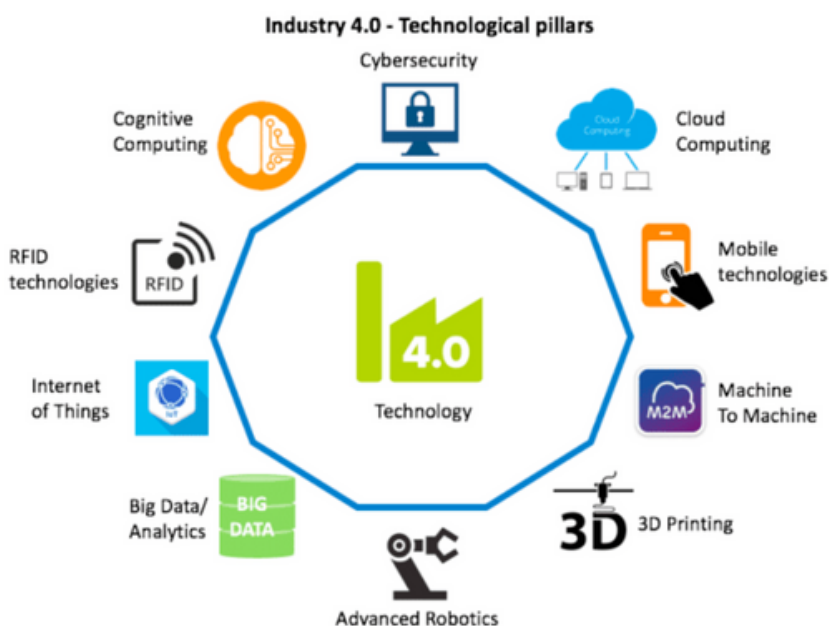 Industry 4.0 - Technological pillars
Cybersecurity
Cloud
Computing
Cloud
Computing
Mobile
technologies
Machine
To Machine
M2M
3D Printing
3D
Advanced Robotics
Big Data/
Analytics
BIG
DATA
Internet
of Things
IoT
RFID
technologies
RFID
Cognitive
Computing
4.0
Technology